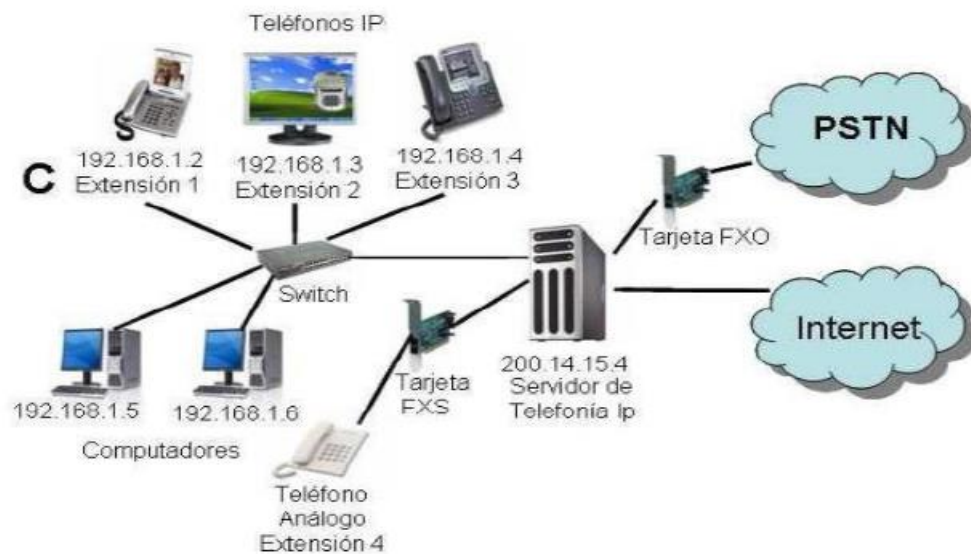 Teléfonos IP
192.168.1.2
Extensión 1
192.168.1.3
Extensión 2
192.168.1.4
Extensión 3
C
PSTN
Tarjeta FXO
Switch
Internet
200.14.15.4
Servidor de
Telefonía Ip
Tarjeta
FXS
192.168.1.5
192.168.1.6
Computadores
Teléfono
Análogo
Extensión 4